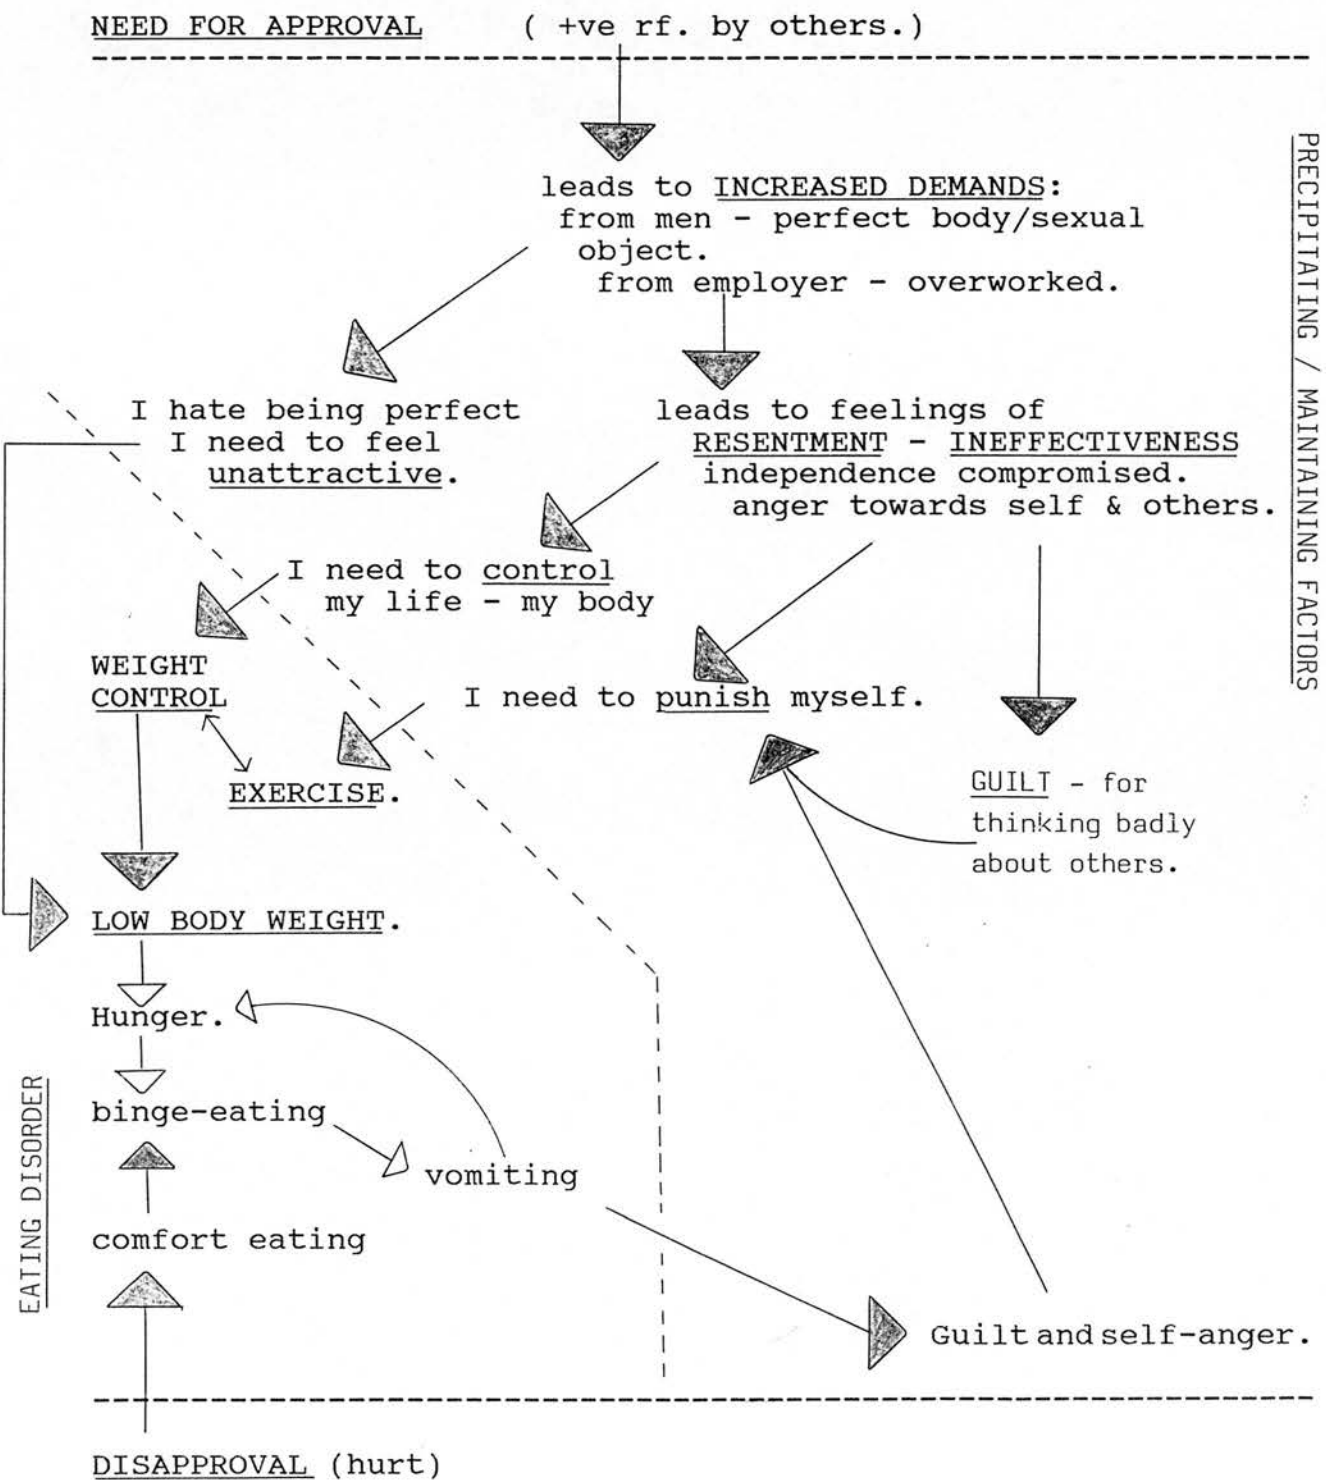 NEED FOR APPROVAL ( +ve rf. by others.)
leads to INCREASED DEMANDS:
from men - perfect body/sexual
object.
from employer - overworked.
PRECIPITATING / MAINTAINING FACTORS
I hate being perfect
I need to feel
unattractive.
leads to feelings of
RESENTMENT - INEFFECTIVENESS
independence compromised.
anger towards self & others.
I need to control
my life - my body
WEIGHT
CONTROL
I need to punish myself.
EXERCISE.
GUILT - for
thinking badly
about others.
LOW BODY WEIGHT.
Hunger.
EATING DISORDER
binge-eating
vomiting
comfort eating
Guilt and self-anger.
DISAPPROVAL (hurt)